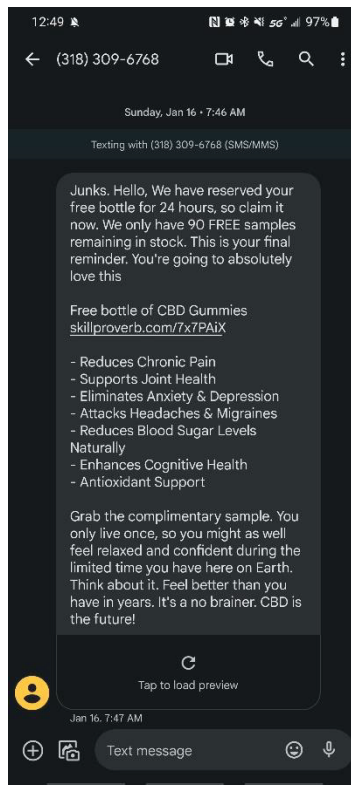 12:49
5G 97%
(318) 309-6768
Sunday, Jan 16 • 7:46 AM
Texting with (318) 309-6768 (SMS/MMS)
Junks. Hello, We have reserved your
free bottle for 24 hours, so claim it
now. We only have 90 FREE samples
remaining in stock. This is your final
reminder. You're going to absolutely
love this
Free bottle of CBD Gummies
skillproverb.com/7x7PAiX
- Reduces Chronic Pain
- Supports Joint Health
- Eliminates Anxiety & Depression
- Attacks Headaches & Migraines
- Reduces Blood Sugar Levels
Naturally
- Enhances Cognitive Health
- Antioxidant Support
Grab the complimentary sample. You
only live once, so you might as well
feel relaxed and confident during the
limited time you have here on Earth.
Think about it. Feel better than you
have in years. It's a no brainer. CBD is
the future!
Tap to load preview
Jan 16, 7:47 AM
Text message